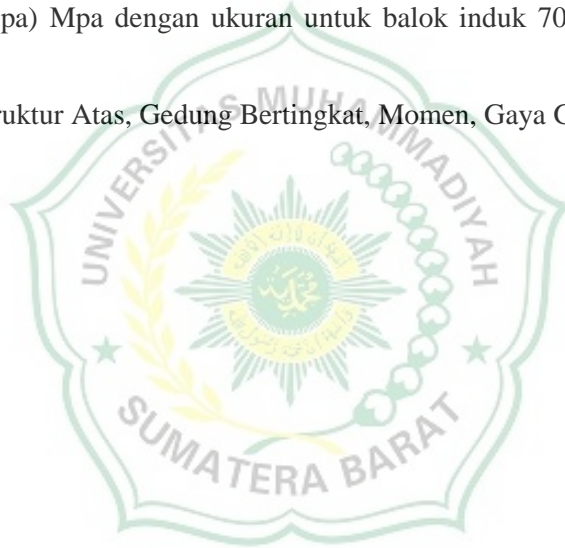 pa) Mpa dengan ukuran untuk balok induk 70
ruktur Atas, Gedung Bertingkat, Momen, Gaya
UNIVERSITAS MUHAMMADIYAH
SUMATERA BARAT